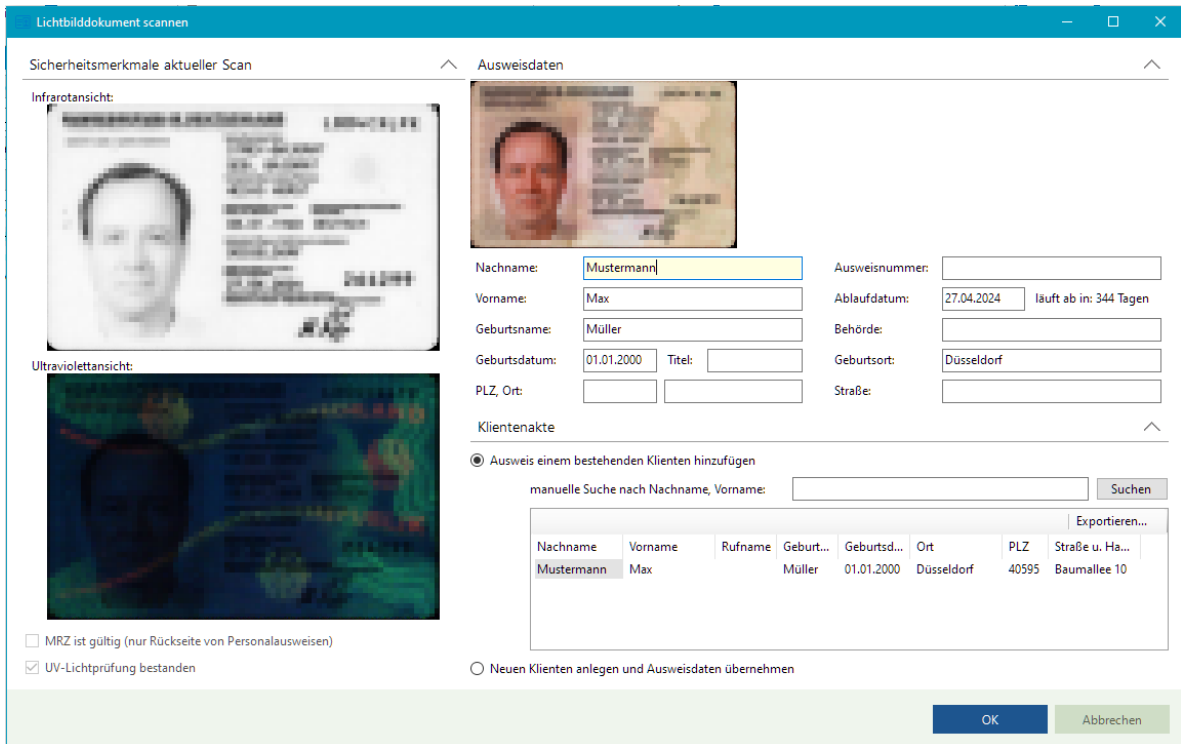 Lichtbilddokument scannen
Sicherheitsmerkmale aktueller Scan
Infrarotansicht:
Ultraviolettansicht:
MRZ ist gültig (nur Rückseite von Personalausweisen)
UV-Lichtprüfung bestanden
Ausweisdaten
Nachname: Mustermann Ausweisnummer:
Vorname: Max Ablaufdatum: 27.04.2024 läuft ab in: 344 Tagen
Geburtsname: Müller Behörde:
Geburtsdatum: 01.01.2000 Titel: Geburtsort: Düsseldorf
PLZ, Ort: Straße:
Klientenakte
Ausweis einem bestehenden Klienten hinzufügen
manuelle Suche nach Nachname, Vorname: Suchen
Exportieren...
Nachname Vorname Rufname Geburt... Geburtsd... Ort PLZ Straße u. Ha...
Mustermann Max Müller 01.01.2000 Düsseldorf 40595 Baumallee 10
Neuen Klienten anlegen und Ausweisdaten übernehmen
OK Abbrechen